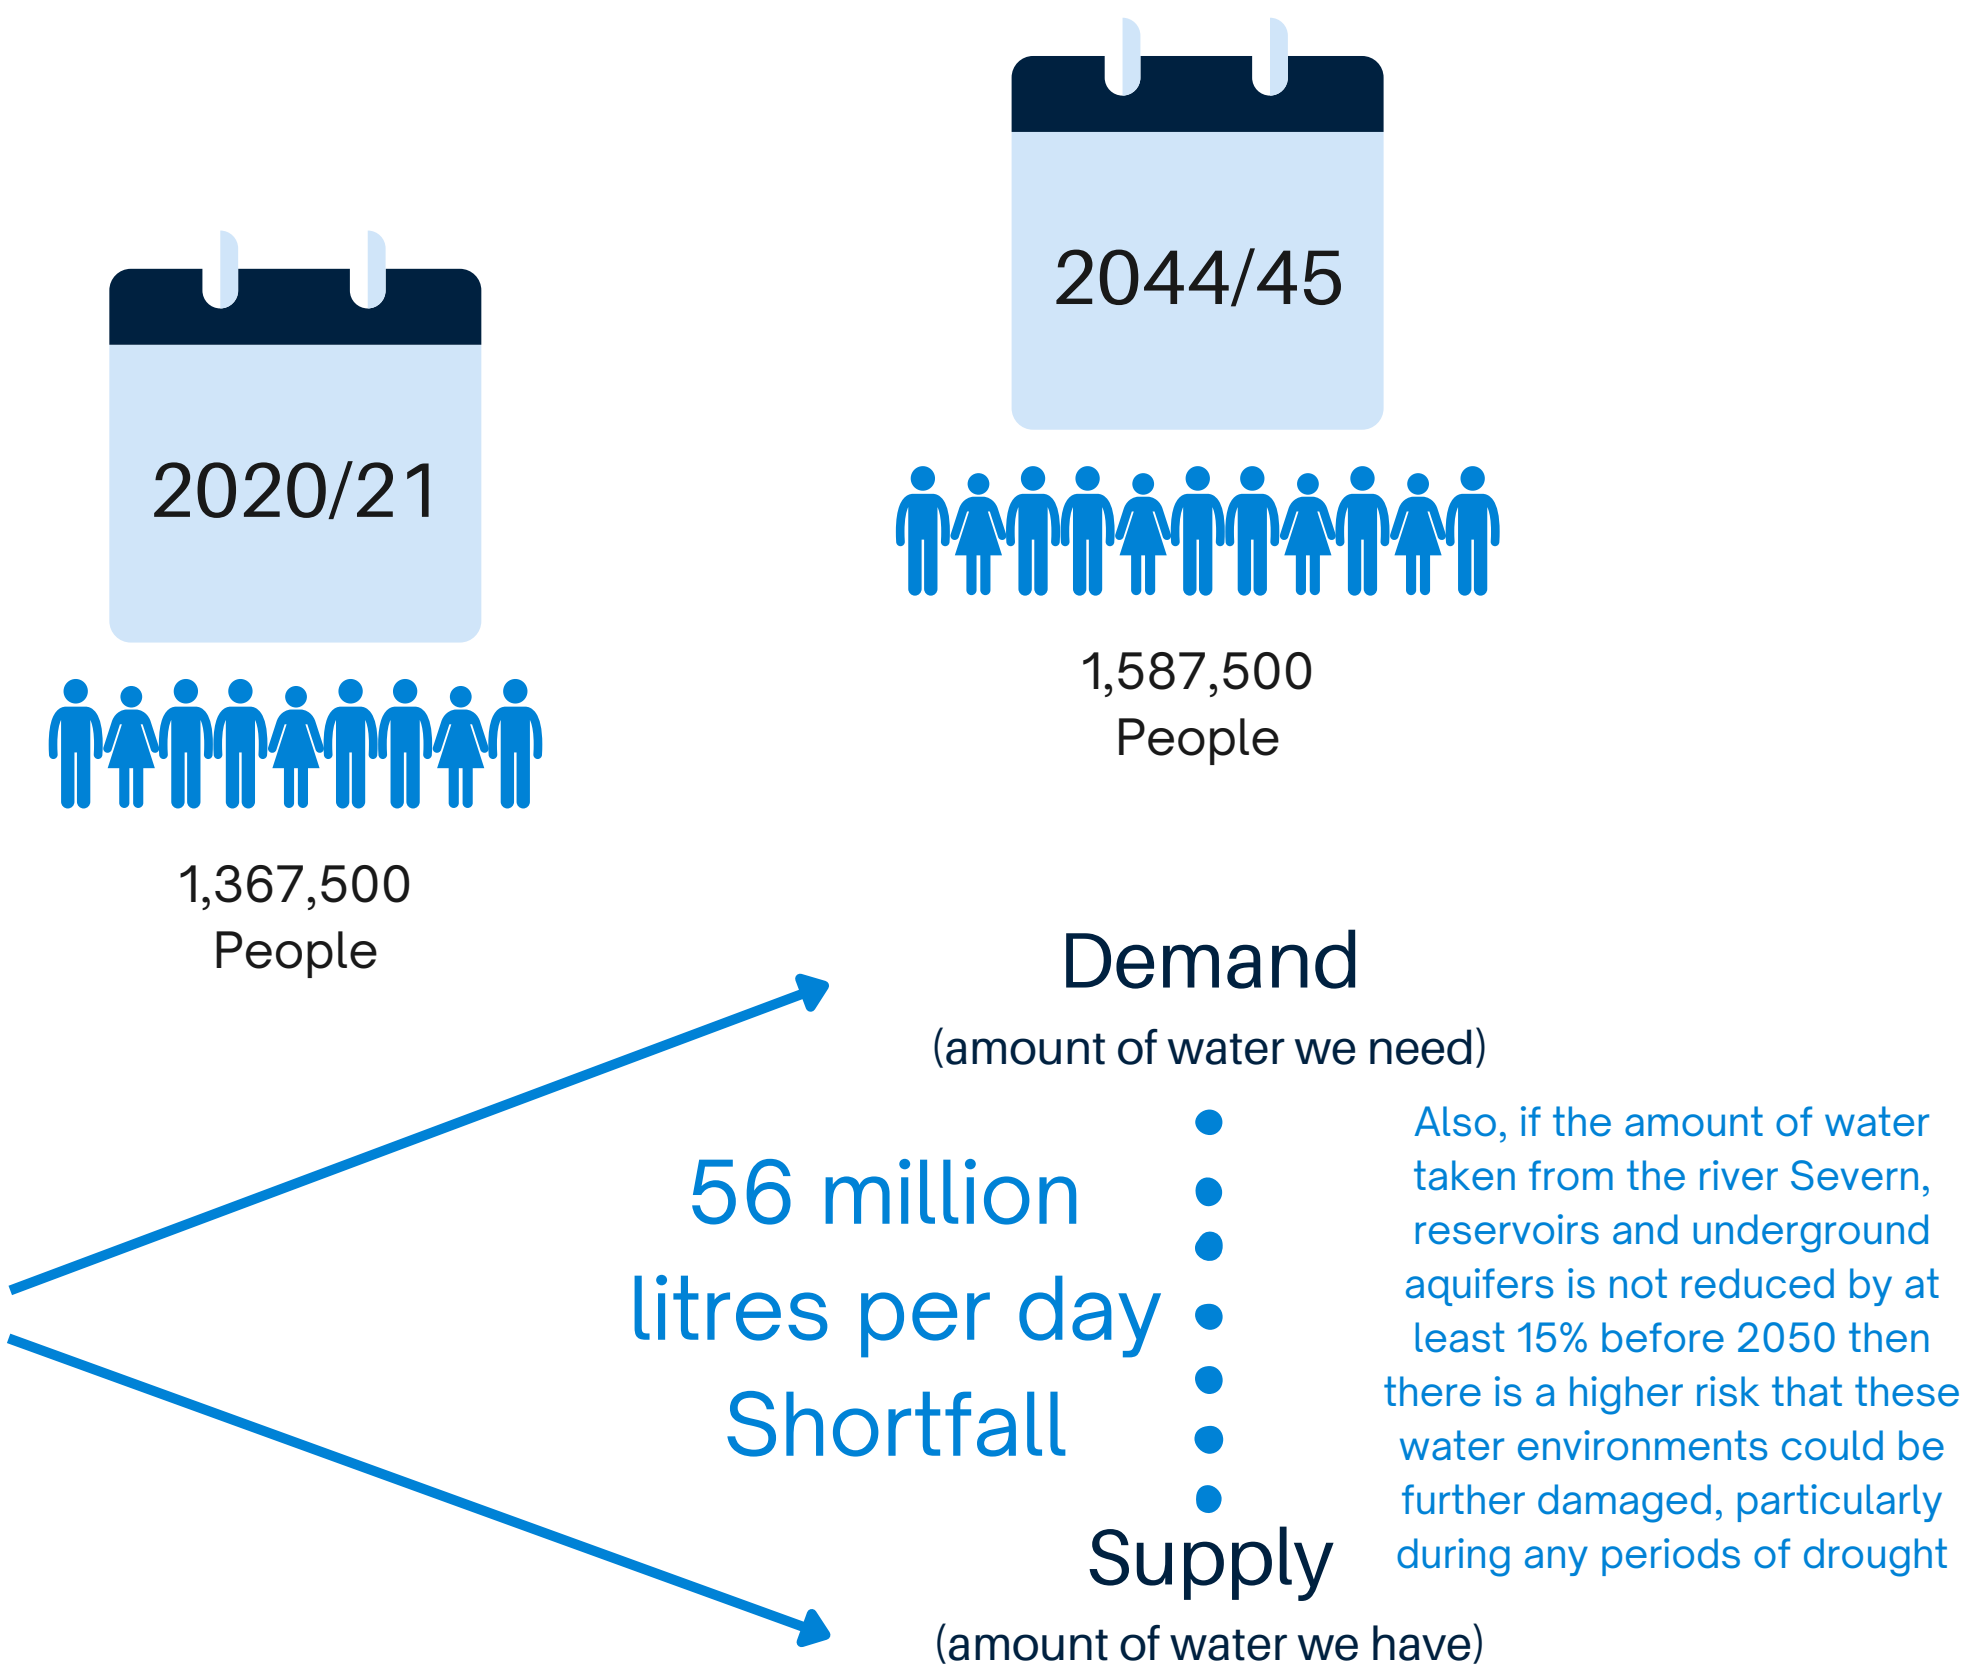 2020/21
1,367,500
People
2044/45
1,587,500
People
Demand
(amount of water we need)
56 million
litres per day
Shortfall
Supply
(amount of water we have)
Also, if the amount of water
taken from the river Severn,
reservoirs and underground
aquifers is not reduced by at
least 15% before 2050 then
there is a higher risk that these
water environments could be
further damaged, particularly
during any periods of drought